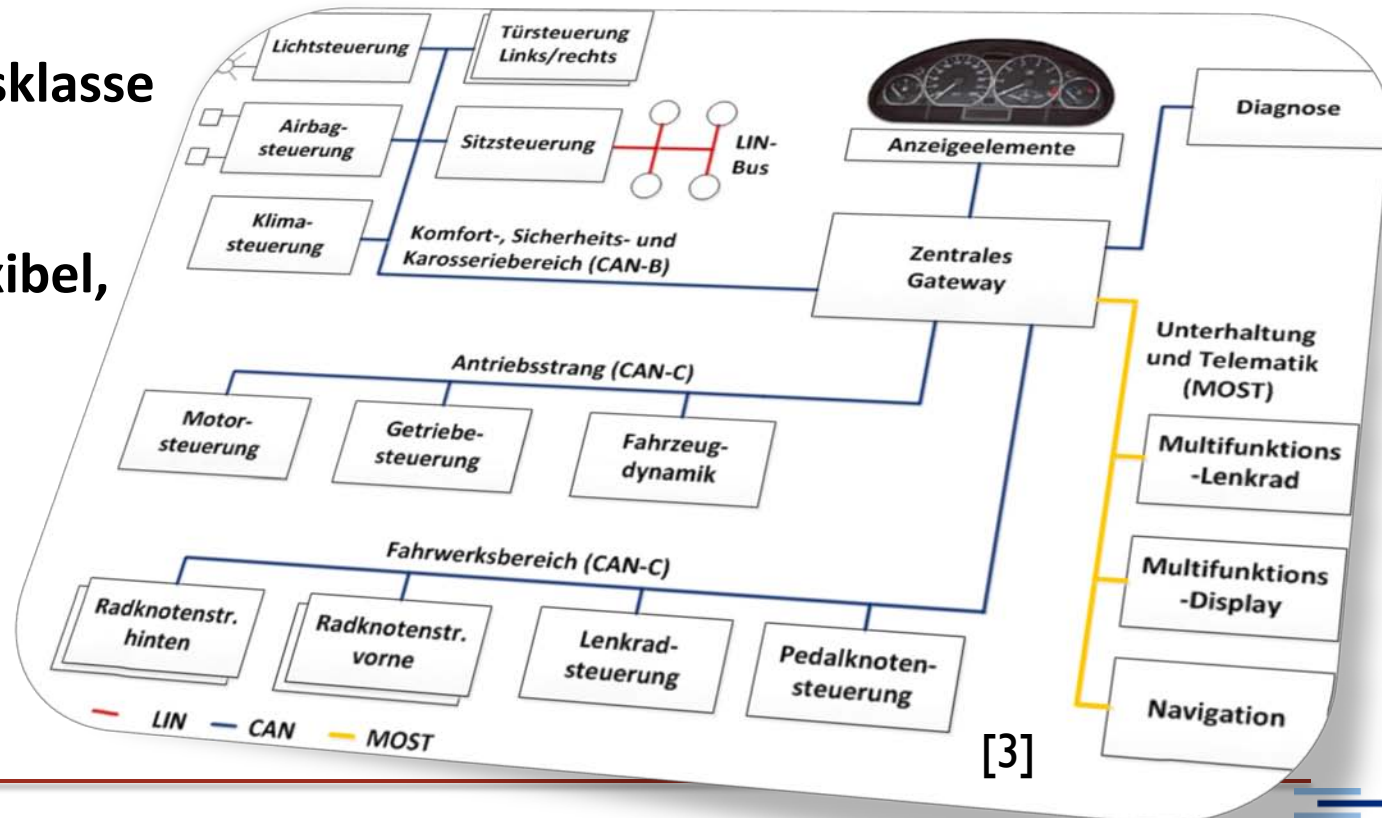 sklasse
xibel,
Lichtsteuerung
Türsteuerung
Links/rechts
Airbag-
steuerung
Sitzsteuerung
LIN-
Bus
Klima-
steuerung
Komfort-, Sicherheits- und
Karosseriebereich (CAN-B)
Anzeigeelemente
Diagnose
Zentrales
Gateway
Unterhaltung
und Telematik
(MOST)
Antriebsstrang (CAN-C)
Motor-
steuerung
Getriebe-
steuerung
Fahrzeug-
dynamik
Multifunktions
-Lenkrad
Multifunktions
-Display
Navigation
Fahrwerksbereich (CAN-C)
Radknotenstr.
hinten
Radknotenstr.
vorne
Lenkrad-
steuerung
Pedalknoten-
steuerung
LIN CAN MOST
[3]